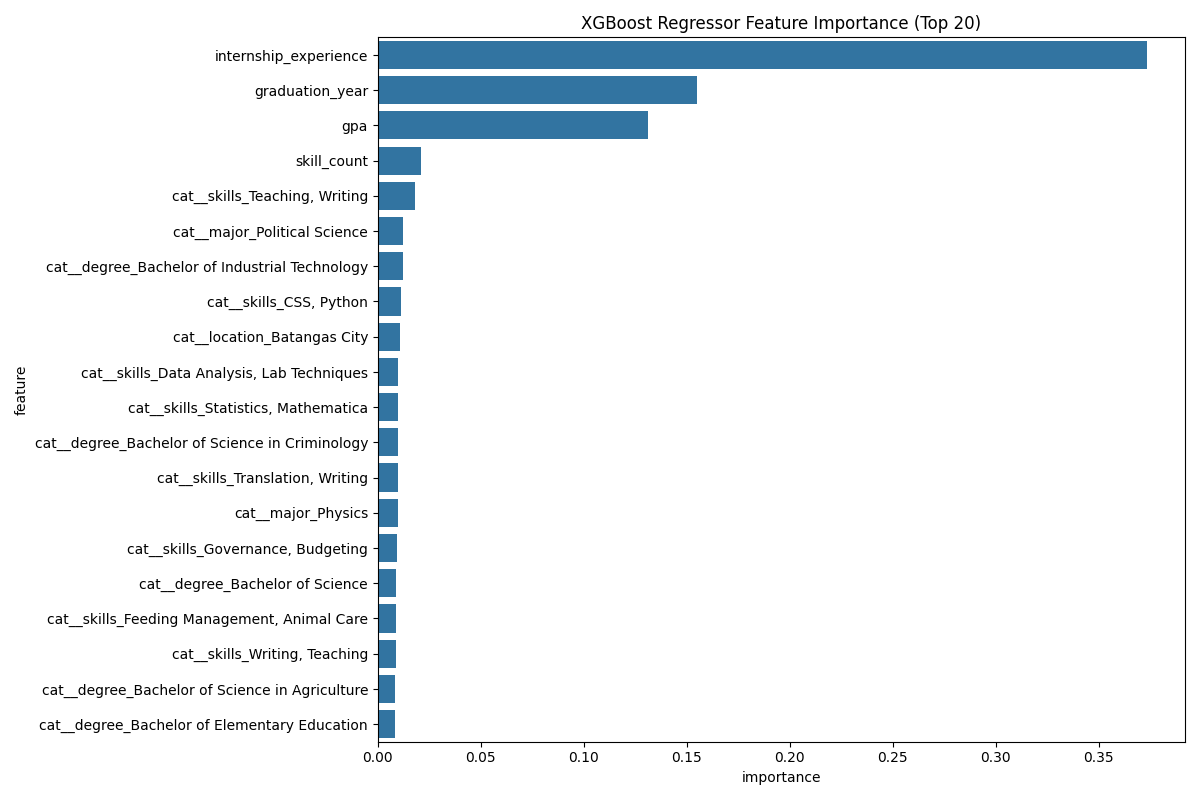 XGBoost Regressor Feature Importance (Top 20)
internship_experience
graduation_year
gpa
skill_count
cat__skills_Teaching, Writing
cat__major_Political Science
cat__degree_Bachelor of Industrial Technology
cat__skills_CSS, Python
cat__location_Batangas City
cat__skills_Data Analysis, Lab Techniques
cat__skills_Statistics, Mathematica
cat__degree_Bachelor of Science in Criminology
cat__skills_Translation, Writing
cat__major_Physics
cat__skills_Governance, Budgeting
cat__degree_Bachelor of Science
cat__skills_Feeding Management, Animal Care
cat__skills_Writing, Teaching
cat__degree_Bachelor of Science in Agriculture
cat__degree_Bachelor of Elementary Education
feature
0.00 0.05 0.10 0.15 0.20 0.25 0.30 0.35
importance